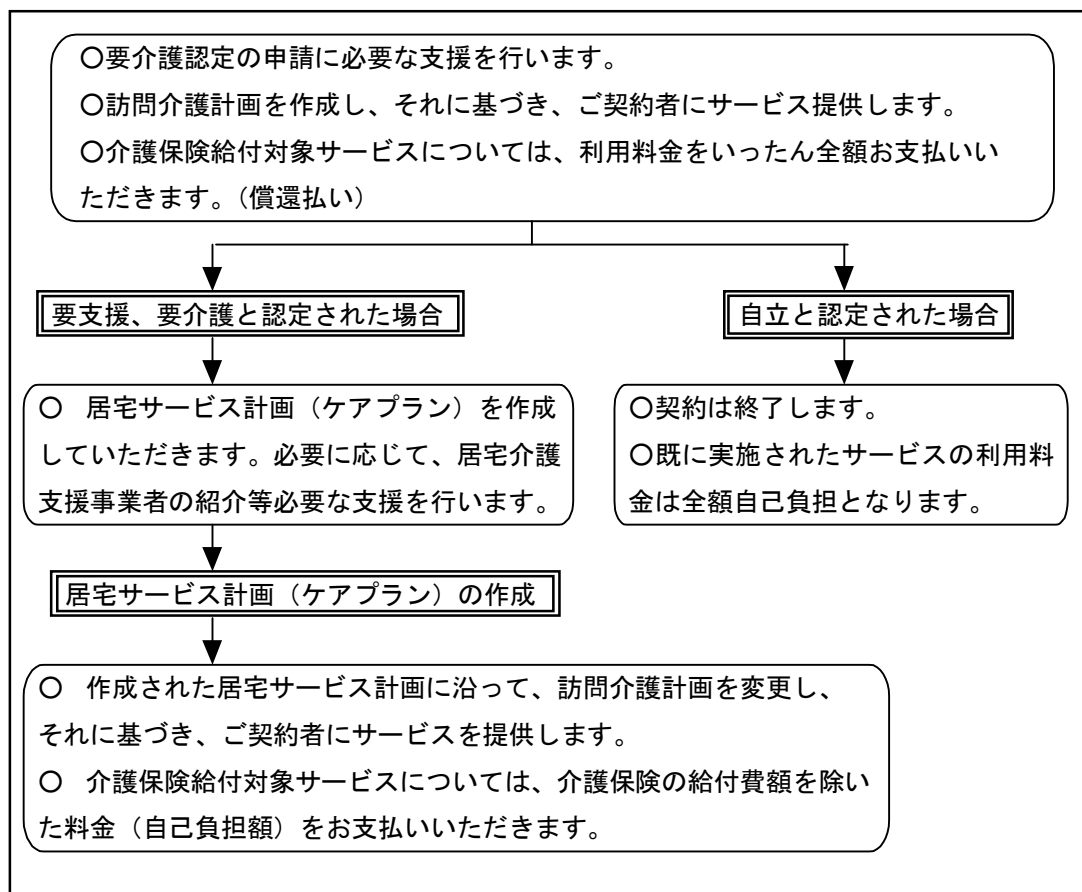 ○要介護認定の申請に必要な支援を行います。
○訪問介護計画を作成し、それに基づき、ご契約者にサービス提供します。
○介護保険給付対象サービスについては、利用料金をいったん全額お支払いい
ただきます。(償還払い)
要支援、要介護と認定された場合
自立と認定された場合
○ 居宅サービス計画（ケアプラン）を作成
していただきます。必要に応じて、居宅介護
支援事業者の紹介等必要な支援を行います。
○契約は終了します。
○既に実施されたサービスの利用料
金は全額自己負担となります。
居宅サービス計画（ケアプラン）の作成
○ 作成された居宅サービス計画に沿って、訪問介護計画を変更し、
それに基づき、ご契約者にサービスを提供します。
○ 介護保険給付対象サービスについては、介護保険の給付費額を除い
た料金（自己負担額）をお支払いいただきます。